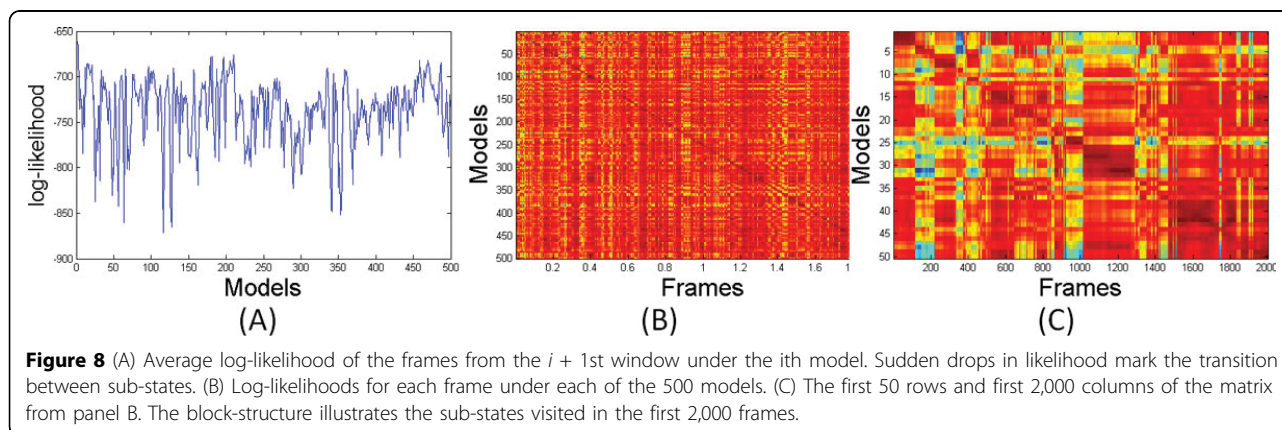 -650
-700
-750
-800
-850
-900
log-likelihood
0 50 100 150 200 250 300 350 400 450 500
Models
(A)
50
100
150
200
250
300
350
400
450
500
Models
0.2 0.4 0.6 0.8 1 1.2 1.4 1.6 1
Frames
(B)
5
10
15
20
25
30
35
40
45
50
Models
200 400 600 800 1000 1200 1400 1600 1800 2000
Frames
(C)
Figure 8 (A) Average log-likelihood of the frames from the i + 1st window under the ith model. Sudden drops in likelihood mark the transition
between sub-states. (B) Log-likelihoods for each frame under each of the 500 models. (C) The first 50 rows and first 2,000 columns of the matrix
from panel B. The block-structure illustrates the sub-states visited in the first 2,000 frames.